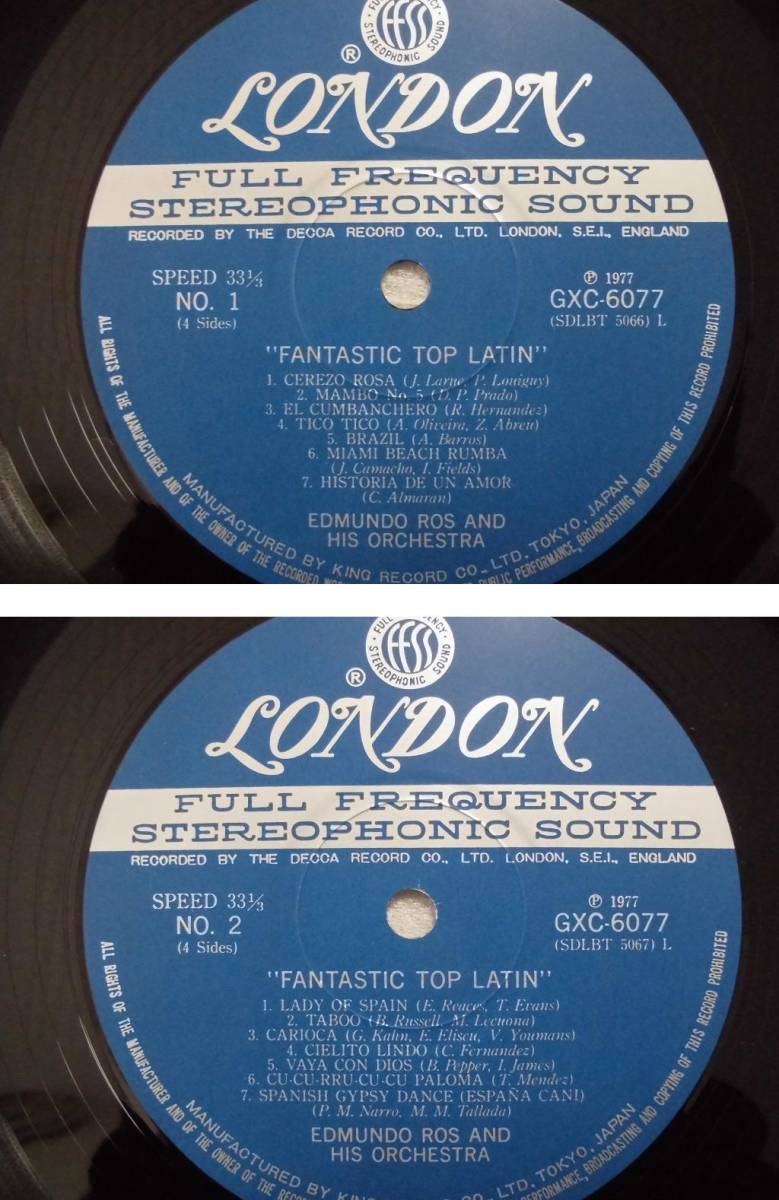 FULL FREQUENCY STEREOPHONIC SOUND
FFSS
®
LONDON
FULL FREQUENCY
STEREOPHONIC SOUND
RECORDED BY THE DECCA RECORD CO., LTD. LONDON, S.E.I., ENGLAND
SPEED 33⅓
NO. 1
(4 Sides)
℗ 1977
GXC-6077
(SDLBT 5066) L
"FANTASTIC TOP LATIN"
1. CEREZO ROSA (J. Larue, P. Louiguy)
2. MAMBO No. 5 (D. P. Prado)
3. EL CUMBANCHERO (R. Hernandez)
4. TICO TICO (A. Oliveira, Z. Abreu)
5. BRAZIL (A. Barros)
6. MIAMI BEACH RUMBA
(J. Camacho, I. Fields)
7. HISTORIA DE UN AMOR
(C. Almaran)
EDMUNDO ROS AND
HIS ORCHESTRA
ALL RIGHTS OF THE MANUFACTURER AND OF THE OWNER OF THE RECORDED PUBLIC PERFORMANCE, BROADCASTING AND COPYING OF THIS RECORD PROHIBITED
MANUFACTURED BY KING RECORD CO., LTD. TOKYO, JAPAN
FULL FREQUENCY STEREOPHONIC SOUND
FFSS
®
LONDON
FULL FREQUENCY
STEREOPHONIC SOUND
RECORDED BY THE DECCA RECORD CO., LTD. LONDON, S.E.I., ENGLAND
SPEED 33⅓
NO. 2
(4 Sides)
℗ 1977
GXC-6077
(SDLBT 5067) L
"FANTASTIC TOP LATIN"
1. LADY OF SPAIN (E. Reaces, T. Evans)
2. TABOO (B. Russell, M. Lecuona)
3. CARIOCA (G. Kahn, E. Eliscu, V. Youmans)
4. CIELITO LINDO (C. Fernandez)
5. VAYA CON DIOS (B. Pepper, I. James)
6. CU-CU-RRU-CU-CU PALOMA (T. Mendez)
7. SPANISH GYPSY DANCE (ESPAÑA CANI)
(P. M. Narro, M. M. Tallada)
EDMUNDO ROS AND
HIS ORCHESTRA
ALL RIGHTS OF THE MANUFACTURER AND OF THE OWNER OF THE PERFORMANCE, BROADCASTING AND COPYING OF THIS RECORD PROHIBITED
MANUFACTURED BY KING RECORD CO., LTD. TOKYO, JAPAN